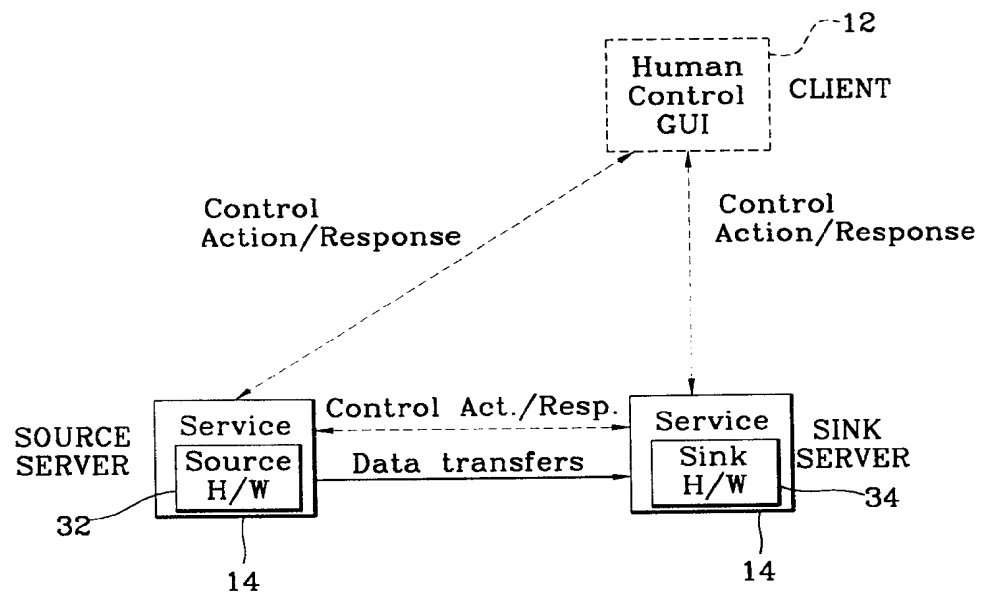 12
Human
Control
GUI
CLIENT
Control
Action/Response
Control
Action/Response
SOURCE
SERVER
Service
Source
H/W
Control Act./Resp.
Data transfers
Service
Sink
H/W
SINK
SERVER
32
34
14
14